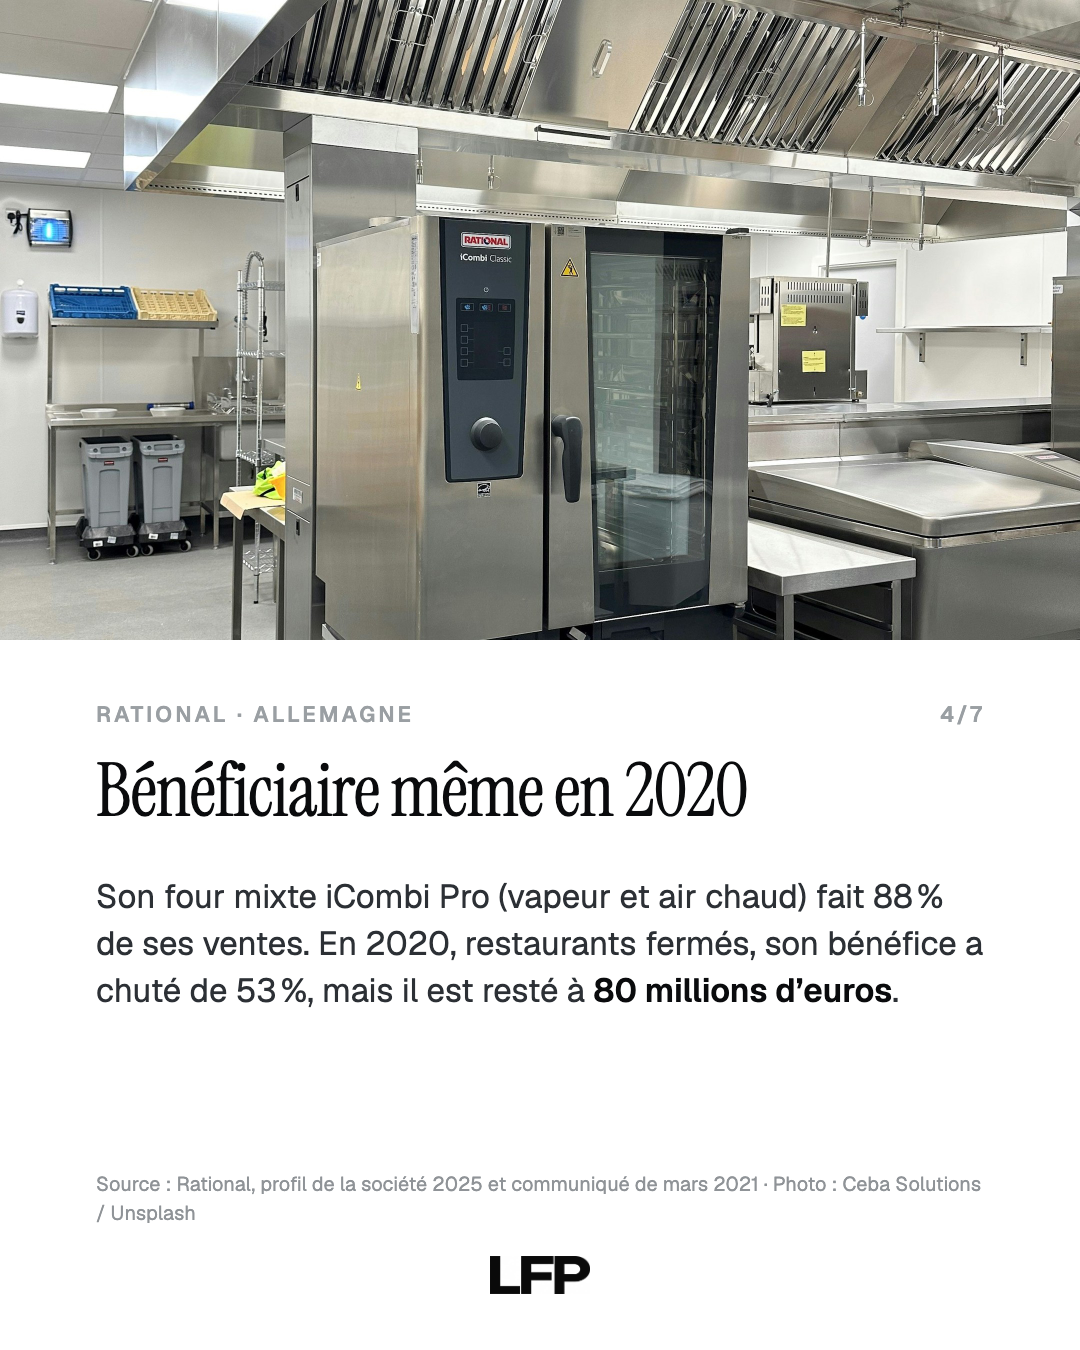 RATIONAL
iCombi Classic
RATIONAL · ALLEMAGNE
4/7
Bénéficiaire même en 2020
Son four mixte iCombi Pro (vapeur et air chaud) fait 88 %
de ses ventes. En 2020, restaurants fermés, son bénéfice a
chuté de 53 %, mais il est resté à 80 millions d’euros.
Source : Rational, profil de la société 2025 et communiqué de mars 2021 · Photo : Ceba Solutions
/ Unsplash
LFP